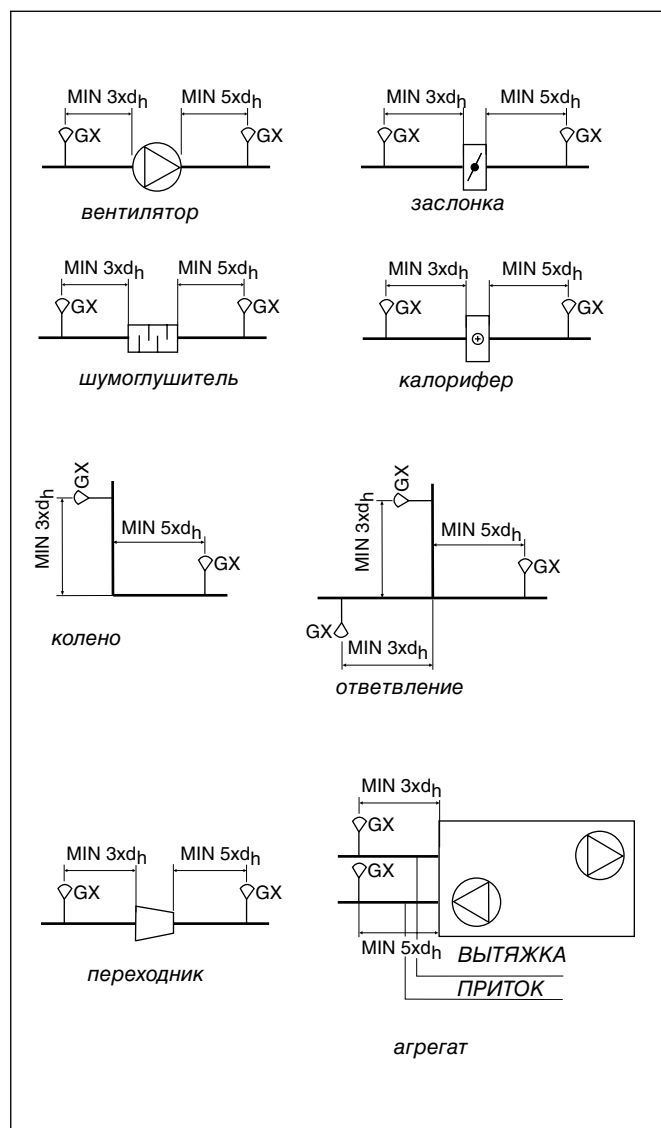 MIN 3xdh
MIN 5xdh
GX
GX
вентилятор
MIN 3xdh
MIN 5xdh
GX
GX
заслонка
MIN 3xdh
MIN 5xdh
GX
GX
шумоглушитель
MIN 3xdh
MIN 5xdh
GX
GX
калорифер
GX
MIN 3xdh
MIN 5xdh
GX
колено
GX
MIN 3xdh
MIN 5xdh
GX
GX
MIN 3xdh
ответвление
MIN 3xdh
MIN 5xdh
GX
GX
переходник
MIN 3xdh
GX
GX
MIN 5xdh
ВЫТЯЖКА
ПРИТОК
агрегат